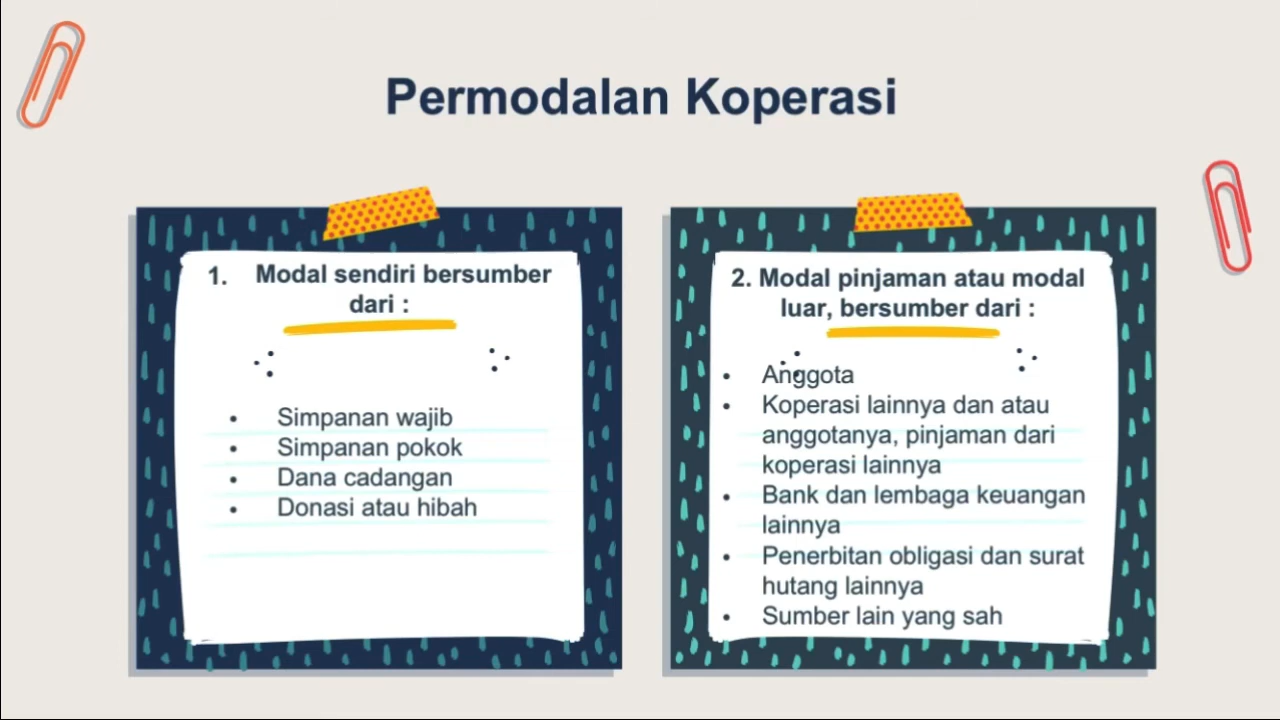 Permodalan Koperasi
1. Modal sendiri bersumber
dari :
• Simpanan wajib
• Simpanan pokok
• Dana cadangan
• Donasi atau hibah
2. Modal pinjaman atau modal
luar, bersumber dari :
• Anggota
• Koperasi lainnya dan atau
anggotanya, pinjaman dari
koperasi lainnya
• Bank dan lembaga keuangan
lainnya
• Penerbitan obligasi dan surat
hutang lainnya
• Sumber lain yang sah